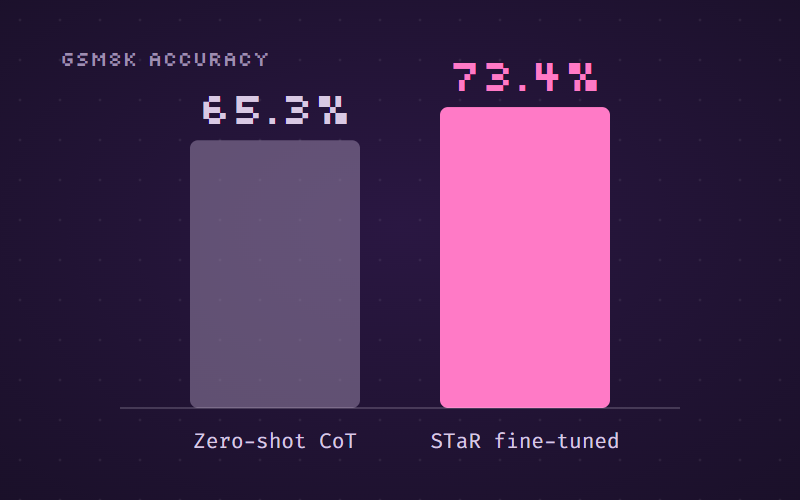 GSM8K ACCURACY
65.3%
73.4%
Zero-shot CoT
STaR fine-tuned